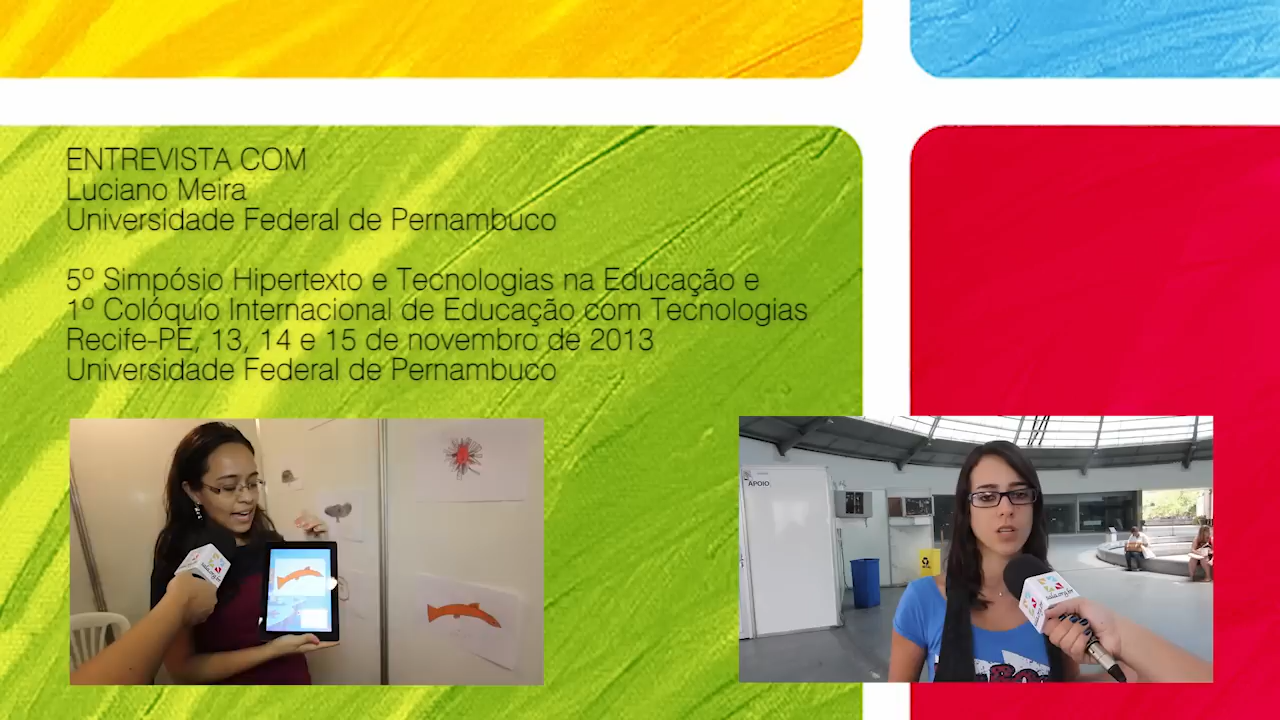 ENTREVISTA COM
Luciano Meira
Universidade Federal de Pernambuco
5º Simpósio Hipertexto e Tecnologias na Educação e
1º Colóquio Internacional de Educação com Tecnologias
Recife-PE, 13, 14 e 15 de novembro de 2013
Universidade Federal de Pernambuco
APOIO